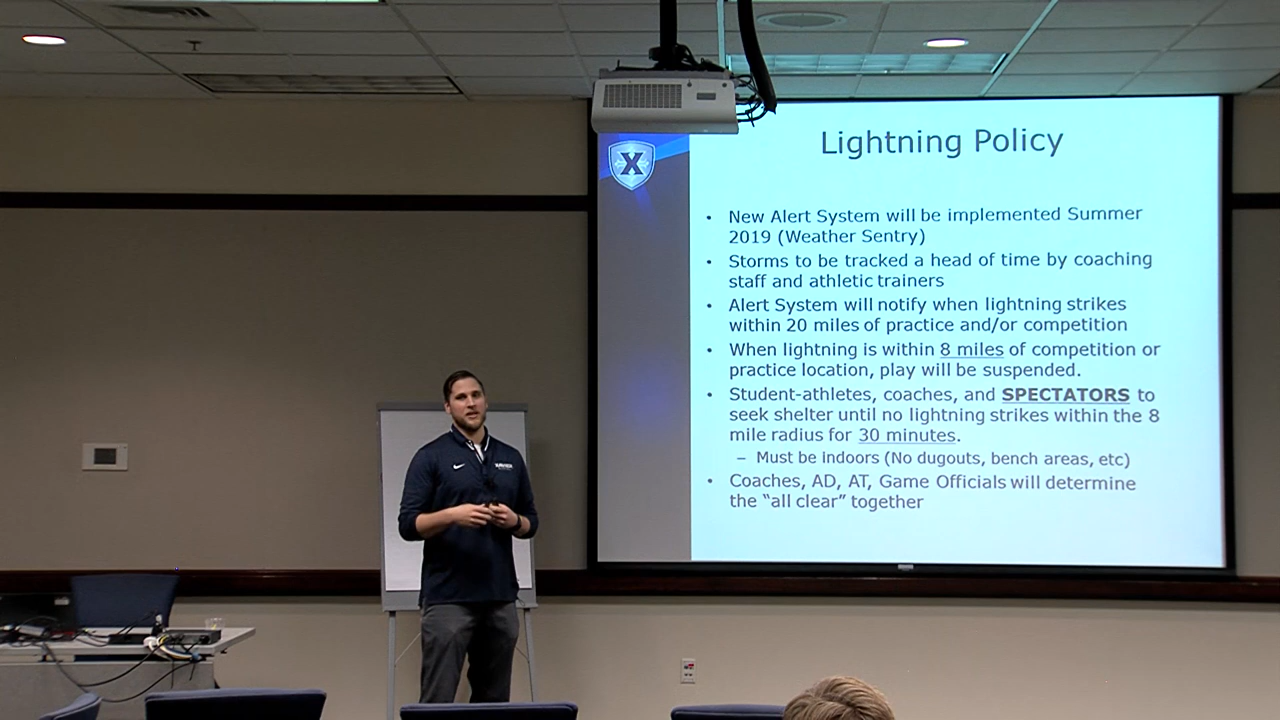 X
Lightning Policy
• New Alert System will be implemented Summer
2019 (Weather Sentry)
• Storms to be tracked a head of time by coaching
staff and athletic trainers
• Alert System will notify when lightning strikes
within 20 miles of practice and/or competition
• When lightning is within 8 miles of competition or
practice location, play will be suspended.
• Student-athletes, coaches, and SPECTATORS to
seek shelter until no lightning strikes within the 8
mile radius for 30 minutes.
– Must be indoors (No dugouts, bench areas, etc)
• Coaches, AD, AT, Game Officials will determine
the “all clear” together
XAVIER